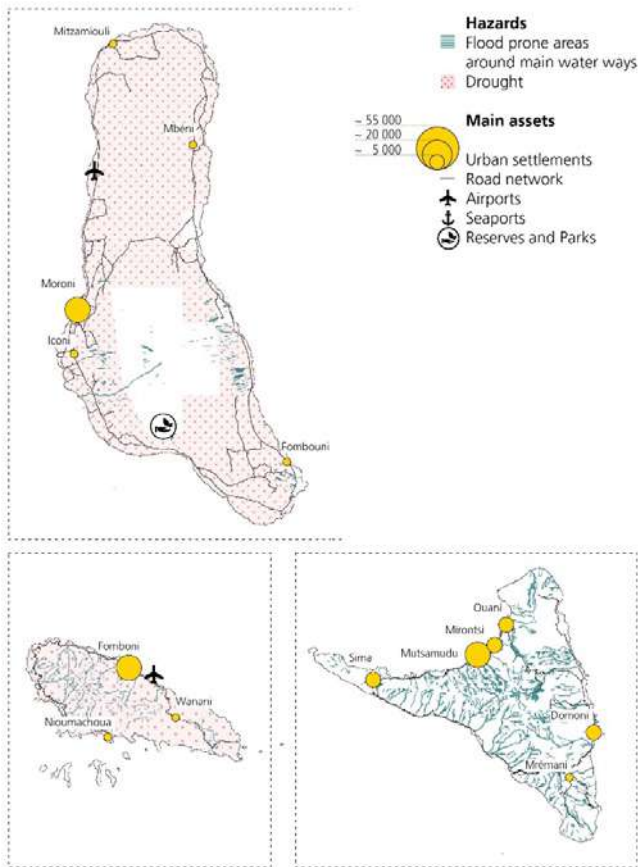 Hazards
Flood prone areas
around main water ways
Drought
Main assets
~ 55 000
~ 20 000
~ 5 000
Urban settlements
Road network
Airports
Seaports
Reserves and Parks
Mitzamiouli
Mbéni
Moroni
Iconi
Fombouni
Fomboni
Wanani
Nioumachoua
Ouani
Mirontsi
Mutsamudu
Sima
Domoni
Mrémani